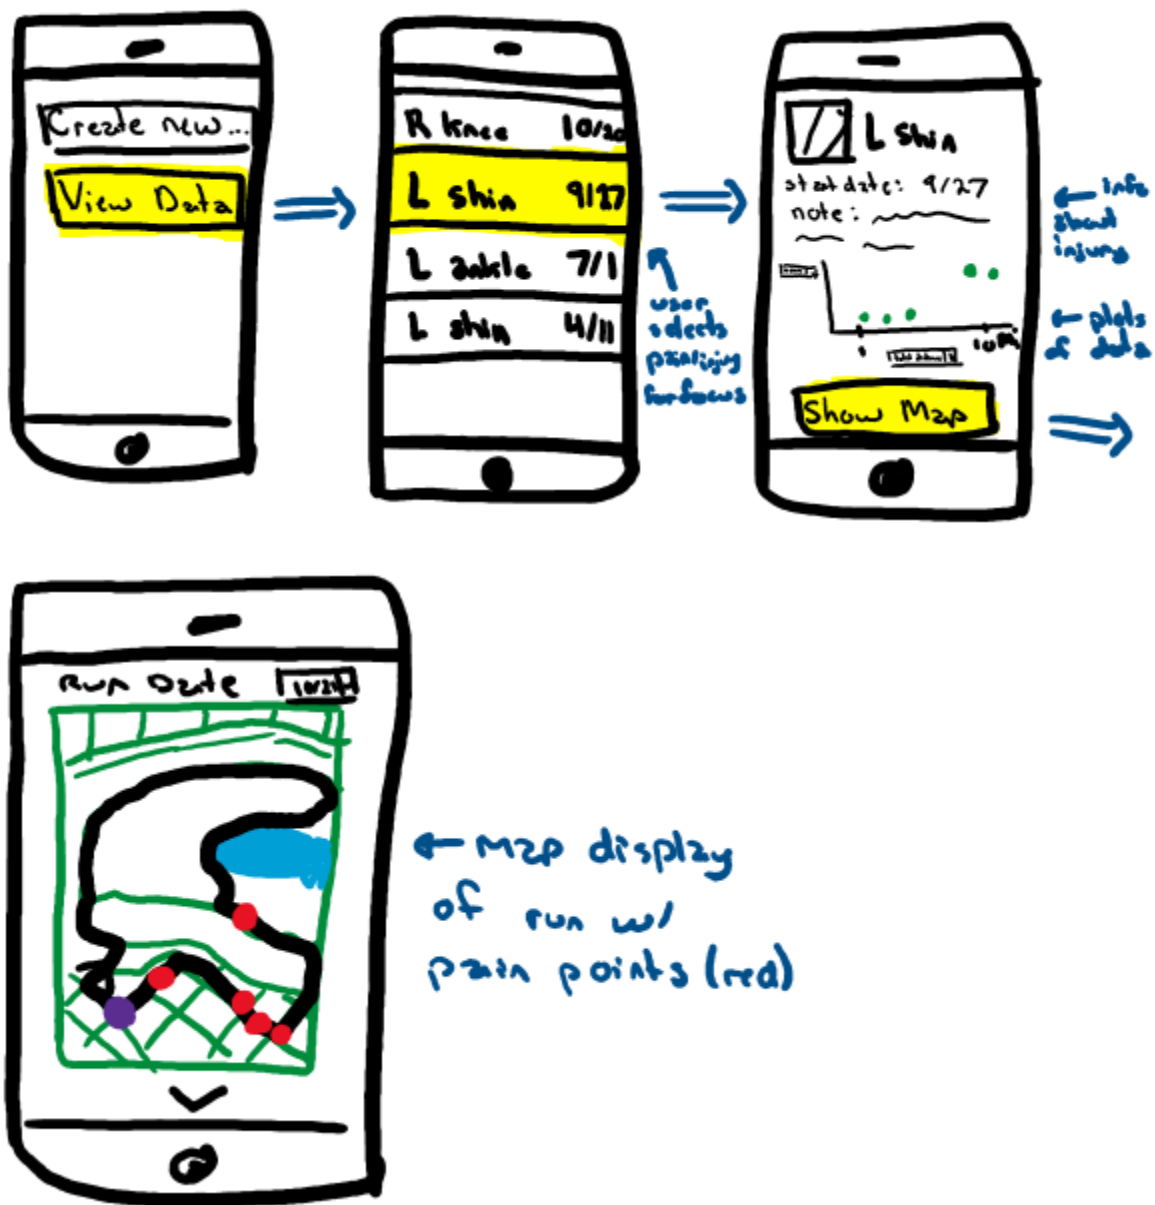 Create new...
View Data
R knee 10/20
L shin 9/27
L ankle 7/1
L shin 4/11
user
selects
for focus
L shin
start date: 9/27
note:
1
Show Map
← info
about
injury
← plots
of data
Run Date
← Map display
of run w/
pain points (red)